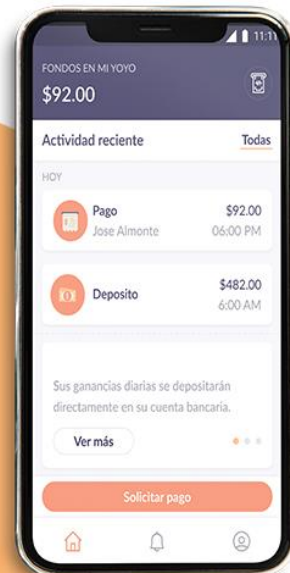 11:11
FONDOS EN MI YOYO
$92.00
Actividad reciente
Todas
HOY
Pago
$92.00
Jose Almonte
06:00 PM
Deposito
$482.00
6:00 AM
Sus ganancias diarias se depositarán
directamente en su cuenta bancaria.
Ver más
Solicitar pago